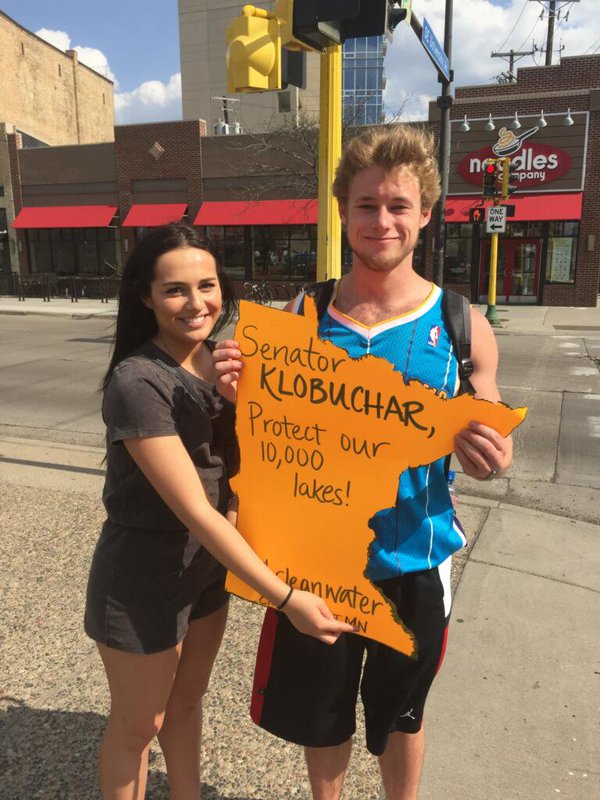 noodles
& company
ONE WAY
Senator
KLOBUCHAR,
Protect our
10,000
lakes!
cleanwater
MN